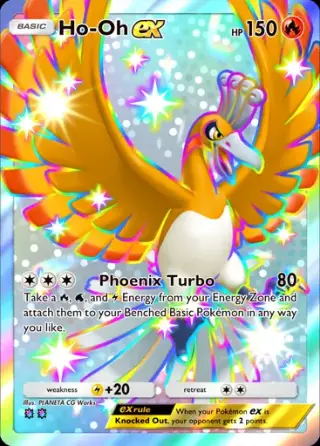 BASIC Ho-Oh ex HP 150
Phoenix Turbo 80
Take a , , and Energy from your Energy Zone and
attach them to your Benched Basic Pokémon in any way
you like.
weakness +20 retreat
Illus. PLANETA CG Works
ex rule When your Pokémon ex is
Knocked Out, your opponent gets 2 points.